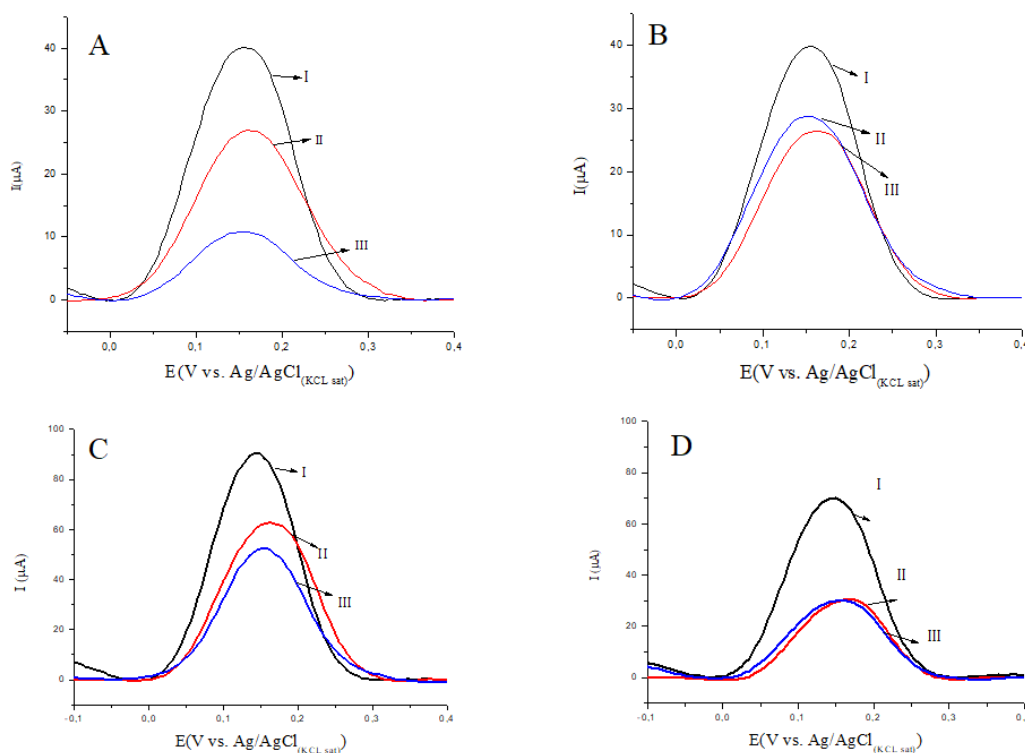 A
40
30
20
10
0
I(µA)
I
II
III
0,0
0,1
0,2
0,3
0,4
E(V vs. Ag/AgCl(KCL sat))
B
40
30
20
10
0
I(µA)
I
II
III
0,0
0,1
0,2
0,3
0,4
E(V vs. Ag/AgCl(KCL sat))
C
100
80
60
40
20
0
I (µA)
I
II
III
-0,1
0,0
0,1
0,2
0,3
0,4
E(V vs. Ag/AgCl(KCL sat))
D
100
80
60
40
20
0
I (µA)
I
II
III
-0,1
0,0
0,1
0,2
0,3
0,4
E(V vs. Ag/AgCl(KCL sat))